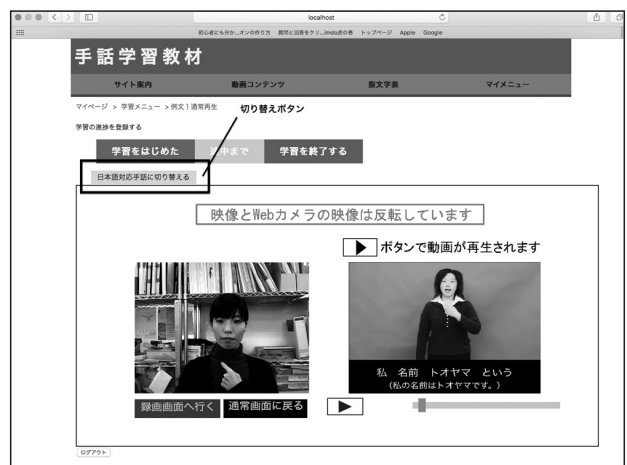 localhost
初心者にも分か…オンの作り方 質問と回答をクリ…imdo虎の巻 トップページ Apple Google
手話学習教材
サイト案内 動画コンテンツ 指文字表 マイメニュー
マイページ > 学習メニュー > 例文1通常再生
切り替えボタン
学習の進捗を登録する
学習をはじめた 途中まで 学習を終了する
日本語対応手話に切り替える
映像とWebカメラの映像は反転しています
ボタンで動画が再生されます
私 名前 トオヤマ という
(私の名前はトオヤマです。)
録画画面へ行く 通常画面に戻る
ログアウト